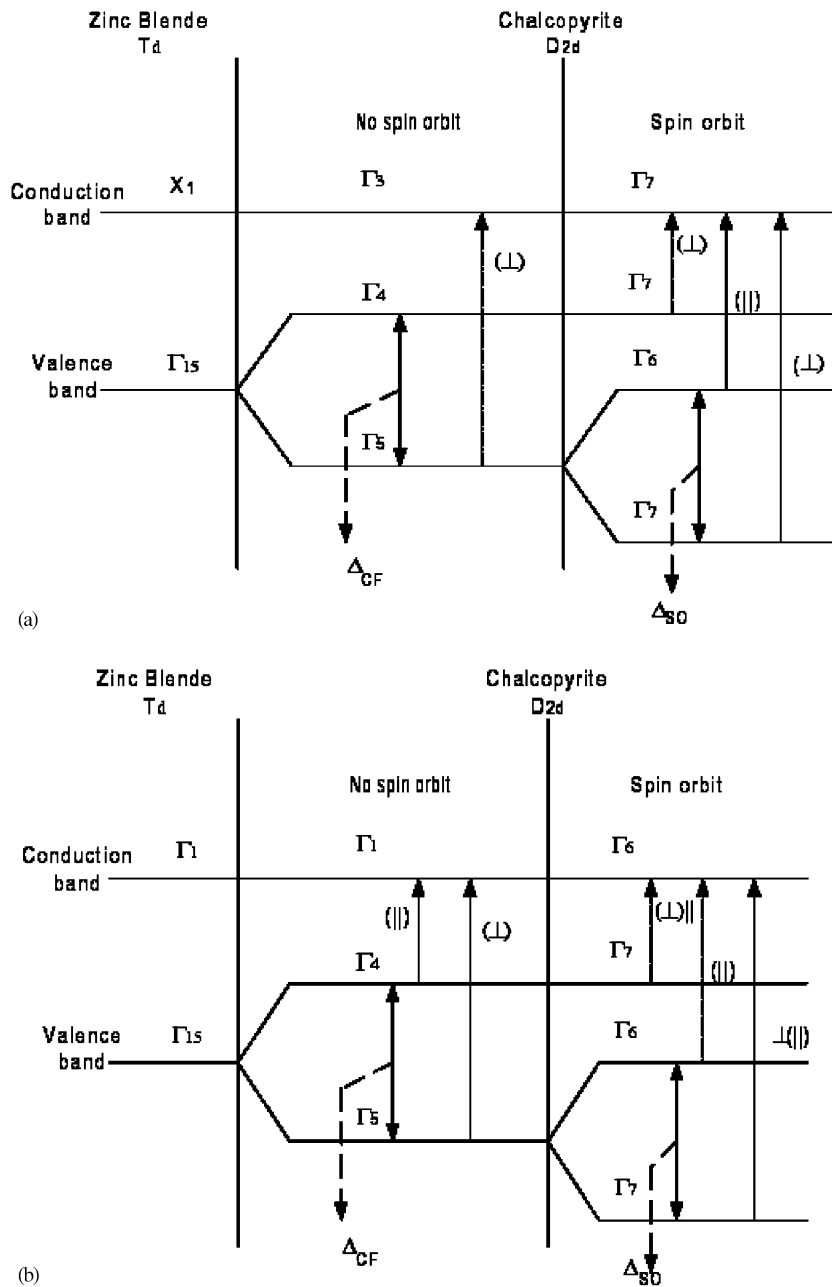 Zinc Blende
Td
Chalcopyrite
D2d
No spin orbit
Spin orbit
Conduction
band
X1
Γ3
Γ7
(⊥)
(⊥)
Γ4
Γ7
(||)
Valence
band
Γ15
Γ6
(⊥)
Γ5
Γ7
ΔCF
ΔSO
(a)
Zinc Blende
Td
Chalcopyrite
D2d
No spin orbit
Spin orbit
Conduction
band
Γ1
Γ1
Γ6
(||)
(⊥)
(⊥)||
Γ4
Γ7
(||)
Valence
band
Γ15
Γ6
⊥(||)
Γ5
Γ7
ΔCF
ΔSO
(b)